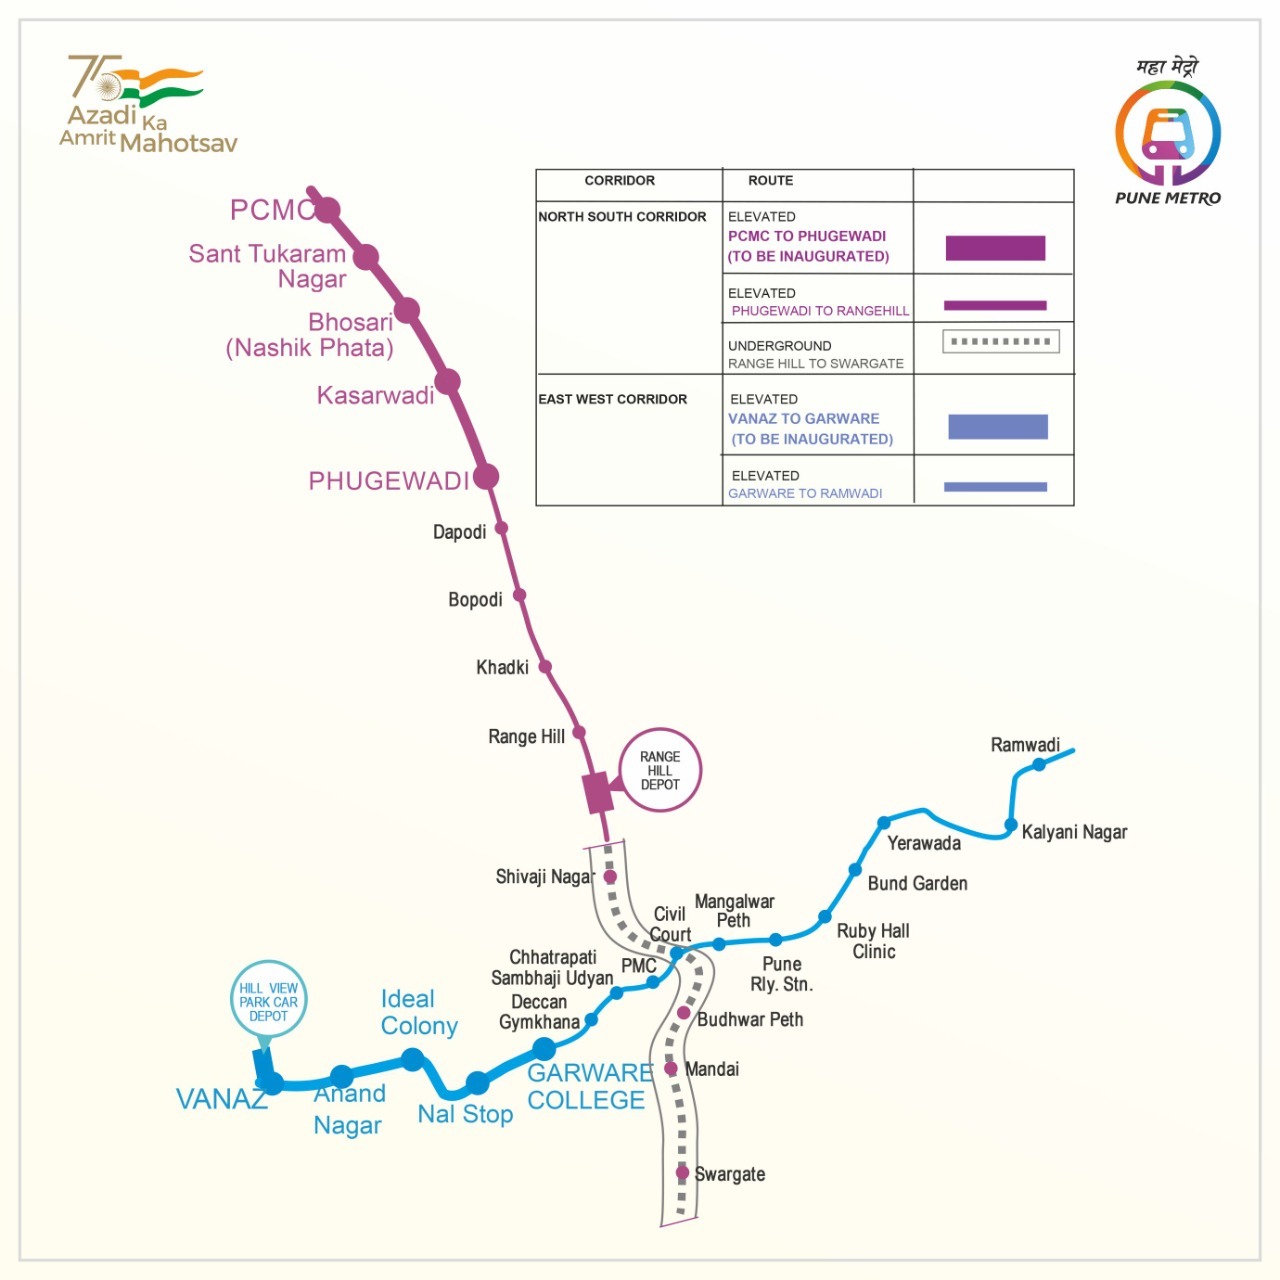 75
Azadi Ka
Amrit Mahotsav
महा मेट्रो
PUNE METRO
CORRIDOR
ROUTE
NORTH SOUTH CORRIDOR
ELEVATED
PCMC TO PHUGEWADI
(TO BE INAUGURATED)
ELEVATED
PHUGEWADI TO RANGEHILL
UNDERGROUND
RANGE HILL TO SWARGATE
EAST WEST CORRIDOR
ELEVATED
VANAZ TO GARWARE
(TO BE INAUGURATED)
ELEVATED
GARWARE TO RAMWADI
PCMC
Sant Tukaram
Nagar
Bhosari
(Nashik Phata)
Kasarwadi
PHUGEWADI
Dapodi
Bopodi
Khadki
Range Hill
RANGE
HILL
DEPOT
Shivaji Nagar
Civil
Court
Budhwar Peth
Mandai
Swargate
HILL VIEW
PARK CAR
DEPOT
VANAZ
Anand
Nagar
Ideal
Colony
Nal Stop
GARWARE
COLLEGE
Deccan
Gymkhana
Chhatrapati
Sambhaji Udyan
PMC
Mangalwar
Peth
Pune
Rly. Stn.
Ruby Hall
Clinic
Bund Garden
Yerawada
Kalyani Nagar
Ramwadi